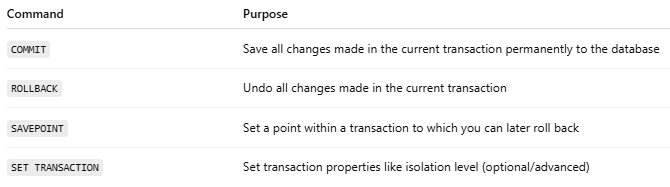 Command Purpose
COMMIT Save all changes made in the current transaction permanently to the database
ROLLBACK Undo all changes made in the current transaction
SAVEPOINT Set a point within a transaction to which you can later roll back
SET TRANSACTION Set transaction properties like isolation level (optional/advanced)